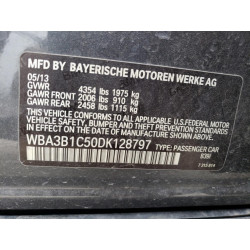 MFD BY BAYERISCHE MOTOREN WERKE AG
05/13
GVWR 4354 lbs 1975 kg
GAWR FRONT 2006 lbs 910 kg
GAWR REAR 2458 lbs 1115 kg
THIS VEHICLE CONFORMS TO ALL
APPLICABLE U.S. FEDERAL MOTOR
VEHICLE SAFETY, BUMPER, AND
THEFT PREVENTION STANDARDS
IN EFFECT ON THE DATE OF
MANUFACTURE SHOWN ABOVE.
WBA3B1C50DK128797 TYPE: PASSENGER CAR